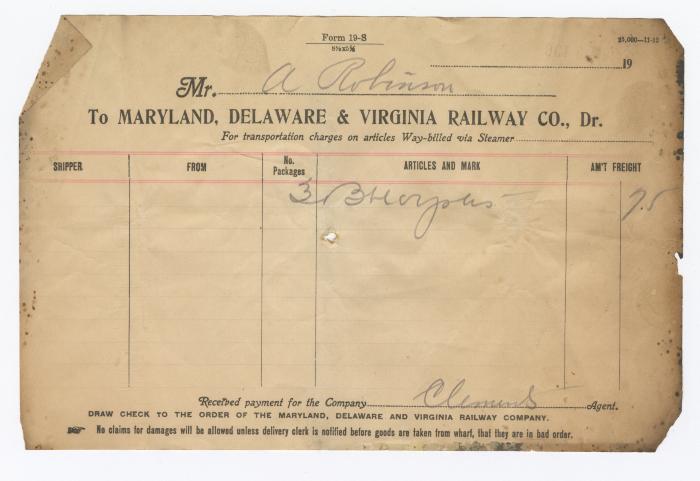 Form 19-S
8½x5½
25,000—11-12
19
Mr. A Robinson
To MARYLAND, DELAWARE & VIRGINIA RAILWAY CO., Dr.
For transportation charges on articles Way-billed via Steamer
SHIPPER FROM No. Packages ARTICLES AND MARK AM'T FREIGHT
3 75
Received payment for the Company Clements Agent.
DRAW CHECK TO THE ORDER OF THE MARYLAND, DELAWARE AND VIRGINIA RAILWAY COMPANY.
No claims for damages will be allowed unless delivery clerk is notified before goods are taken from wharf, that they are in bad order.